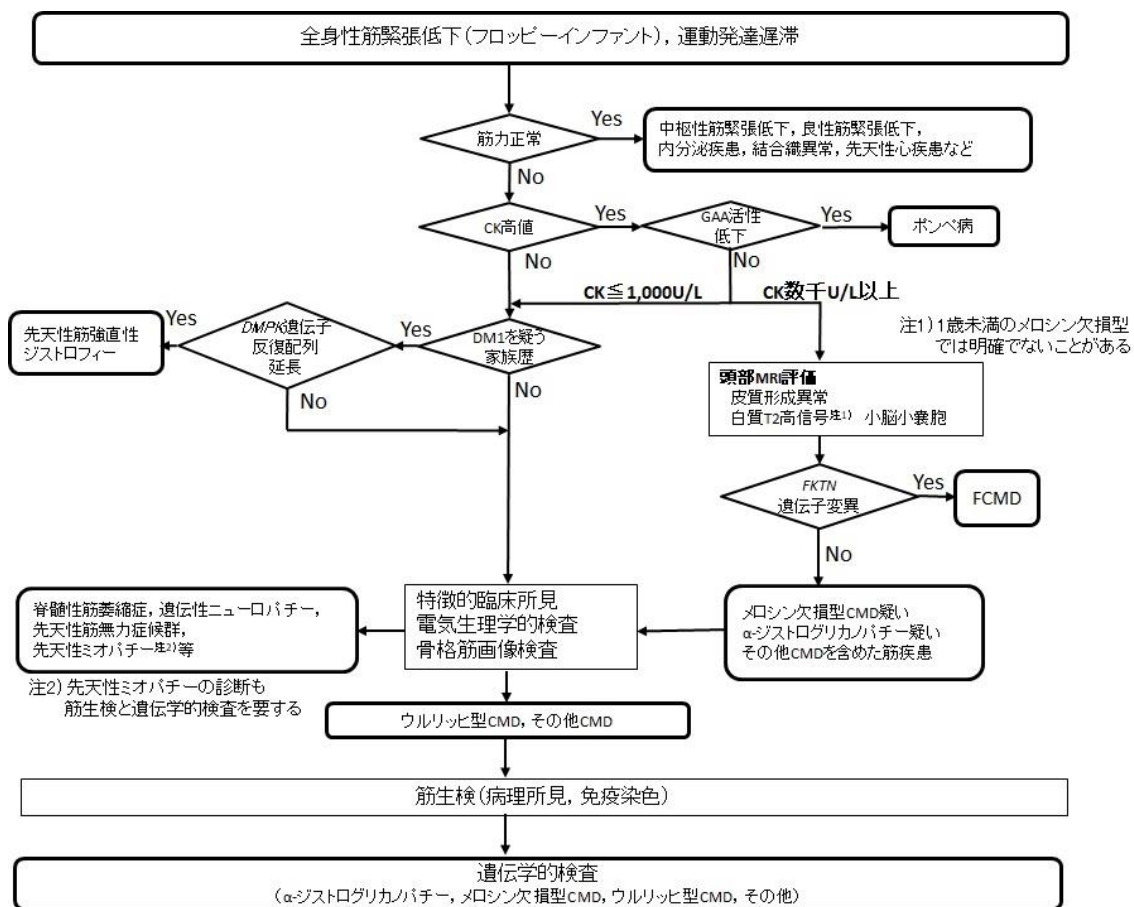 全身性筋緊張低下(フロッピーインファント), 運動発達遅滞
筋力正常
Yes
中枢性筋緊張低下, 良性筋緊張低下,
内分泌疾患, 結合織異常, 先天性心疾患など
No
CK高値
Yes
GAA活性
低下
Yes
ポンペ病
No
No
CK≦1,000U/L
CK数千U/L以上
注1) 1歳未満のメロシン欠損型
では明確でないことがある
DM1を疑う
家族歴
Yes
DMPK遺伝子
反復配列
延長
Yes
先天性筋強直性
ジストロフィー
No
No
頭部MRI評価
皮質形成異常
白質T2高信号注1) 小脳小嚢胞
FKTN
遺伝子変異
Yes
FCMD
No
メロシン欠損型CMD疑い
α-ジストログリカノパチー疑い
その他CMDを含めた筋疾患
特徴的臨床所見
電気生理学的検査
骨格筋画像検査
脊髄性筋萎縮症, 遺伝性ニューロパチー,
先天性筋無力症候群,
先天性ミオパチー注2)等
注2) 先天性ミオパチーの診断も
筋生検と遺伝学的検査を要する
ウルリッヒ型CMD, その他CMD
筋生検(病理所見, 免疫染色)
遺伝学的検査
(α-ジストログリカノパチー, メロシン欠損型CMD, ウルリッヒ型CMD, その他)